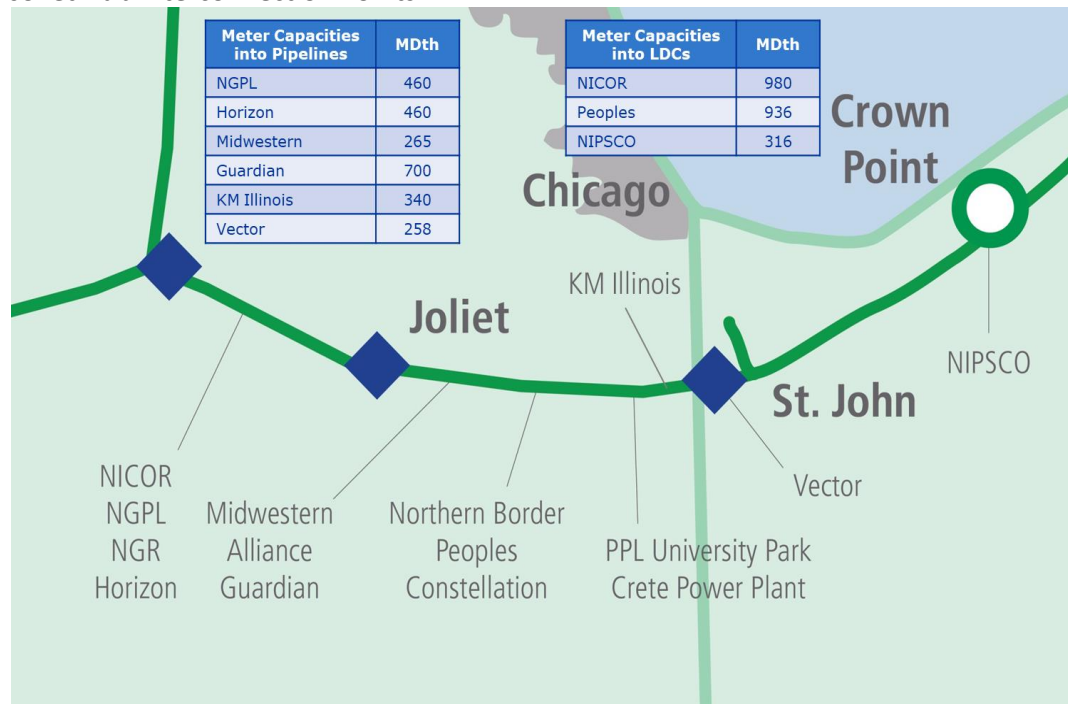 Meter Capacities into Pipelines MDth
NGPL 460
Horizon 460
Midwestern 265
Guardian 700
KM Illinois 340
Vector 258
Meter Capacities into LDCs MDth
NICOR 980
Peoples 936
NIPSCO 316
Crown
Point
Chicago
KM Illinois
Joliet
NIPSCO
St. John
Vector
NICOR
NGPL
NGR
Horizon
Midwestern
Alliance
Guardian
Northern Border
Peoples
Constellation
PPL University Park
Crete Power Plant